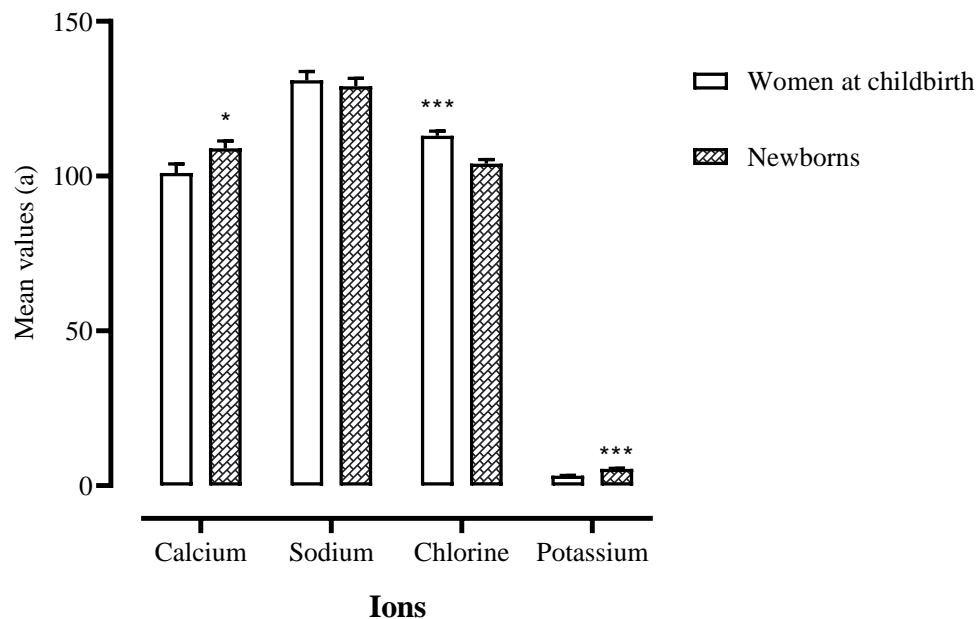 150
***
Women at childbirth
*
Newborns
100
Mean values (a)
50
***
0
Calcium Sodium Chlorine Potassium
Ions